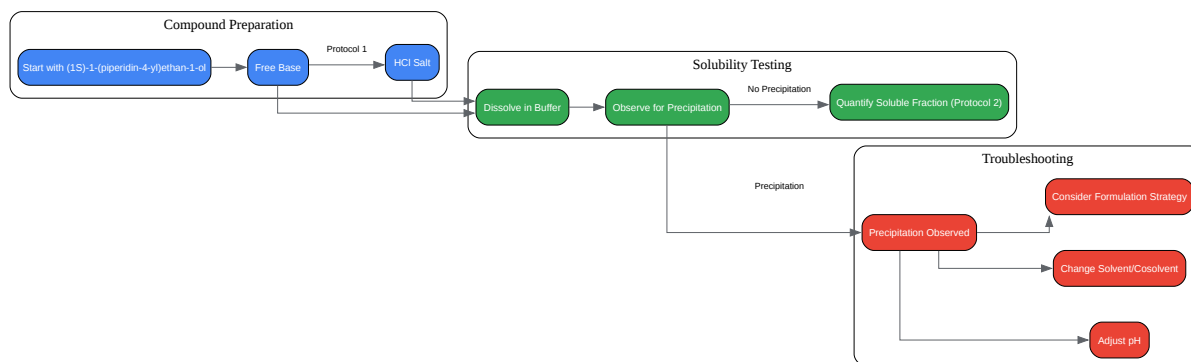 Compound Preparation
Start with (1S)-1-(piperidin-4-yl)ethan-1-ol
Free Base
Protocol 1
HCl Salt
Solubility Testing
Dissolve in Buffer
Observe for Precipitation
No Precipitation
Quantify Soluble Fraction (Protocol 2)
Precipitation
Troubleshooting
Precipitation Observed
Consider Formulation Strategy
Change Solvent/Cosolvent
Adjust pH